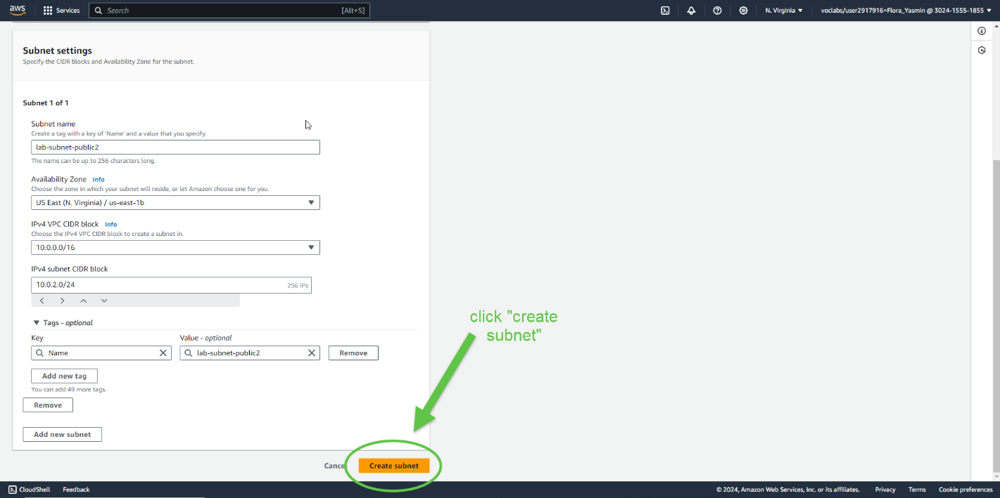 aws
Services
Search
[Alt+S]
N. Virginia
voclabs/user2917916=Flora_Yasmin @ 3024-1555-1855
Subnet settings
Specify the CIDR blocks and Availability Zone for the subnet.
Subnet 1 of 1
Subnet name
Create a tag with a key of 'Name' and a value that you specify.
lab-subnet-public2
The name can be up to 256 characters long.
Availability Zone Info
Choose the zone in which your subnet will reside, or let Amazon choose one for you.
US East (N. Virginia) / us-east-1b
IPv4 VPC CIDR block Info
Choose the IPv4 VPC CIDR block to create a subnet in.
10.0.0.0/16
IPv4 subnet CIDR block
10.0.2.0/24
256 IPs
Tags - optional
Key
Value - optional
Name
lab-subnet-public2
Remove
Add new tag
You can add 49 more tags.
Remove
Add new subnet
click "create
subnet"
Cance
Create subnet
CloudShell
Feedback
© 2024, Amazon Web Services, Inc. or its affiliates.
Privacy
Terms
Cookie preferences